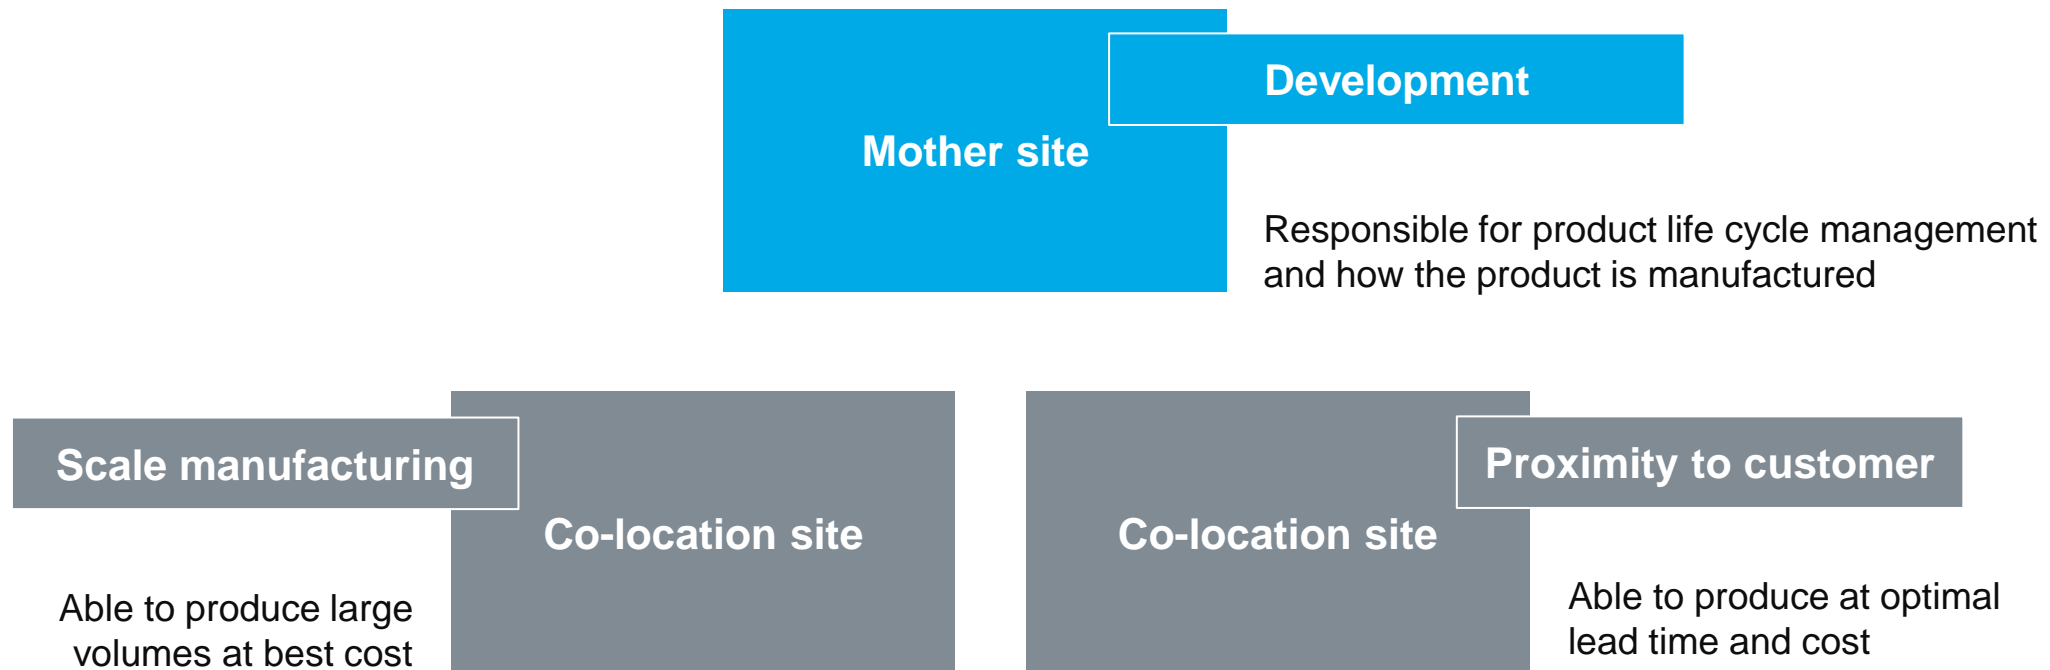 Development
Mother site
Responsible for product life cycle management
and how the product is manufactured
Scale manufacturing
Co-location site
Able to produce large
volumes at best cost
Proximity to customer
Co-location site
Able to produce at optimal
lead time and cost